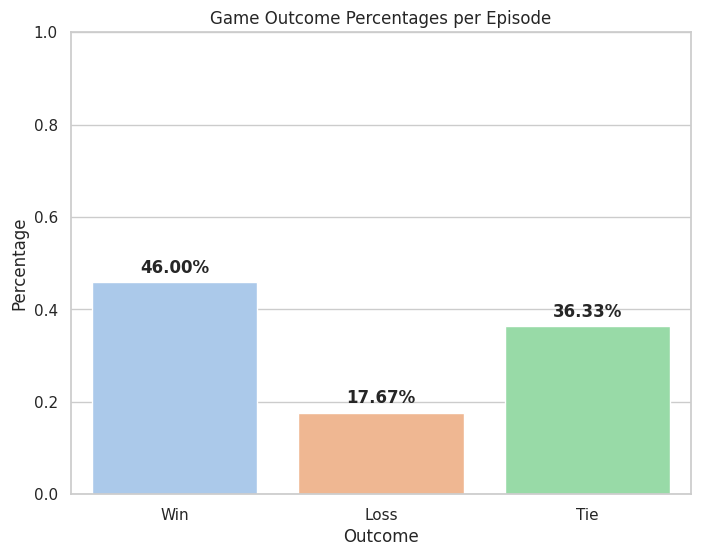 Game Outcome Percentages per Episode
1.0
0.8
0.6
0.4
0.2
0.0
Percentage
46.00%
17.67%
36.33%
Win
Loss
Tie
Outcome